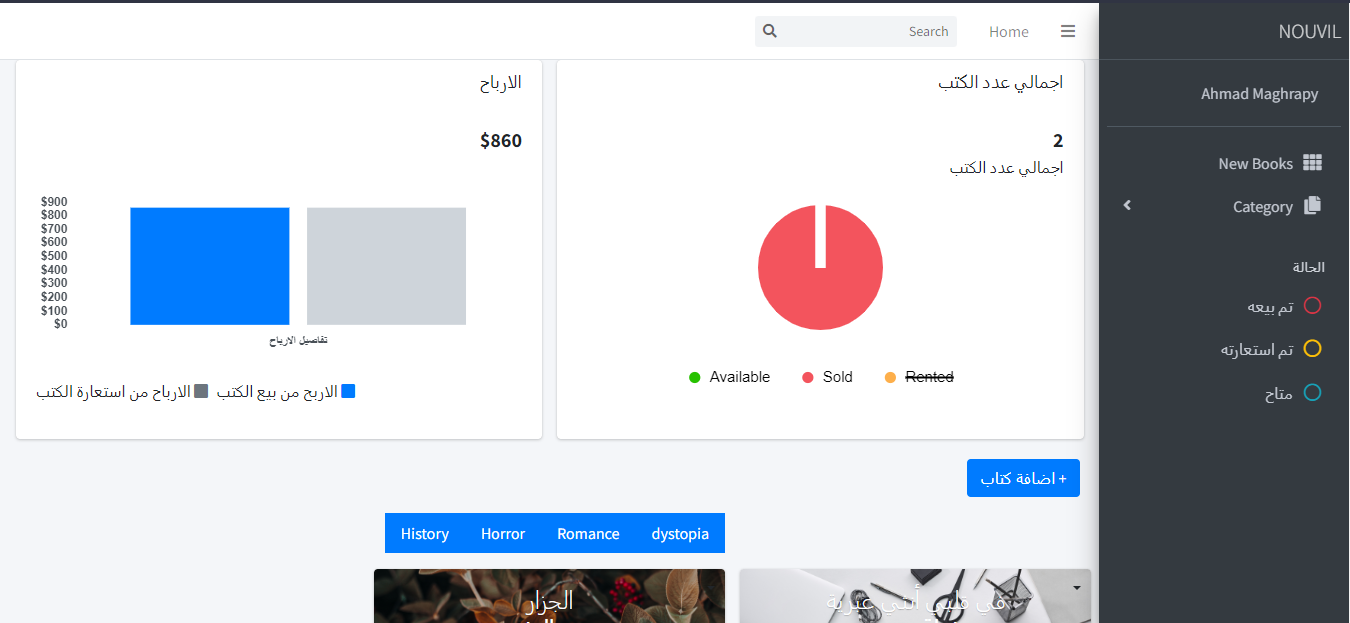 NOUVIL
Home
Search
Ahmad Maghrapy
New Books
Category
الحالة
تم بيعه
تم استعارته
متاح
اجمالي عدد الكتب
2
اجمالي عدد الكتب
Available
Sold
Rented
الارباح
$860
$900
$800
$700
$600
$500
$400
$300
$200
$100
$0
تفاصيل الارباح
الاربح من بيع الكتب
الارباح من استعارة الكتب
+ اضافة كتاب
History Horror Romance dystopia
في قلبي أنثي عبرية
الجزار